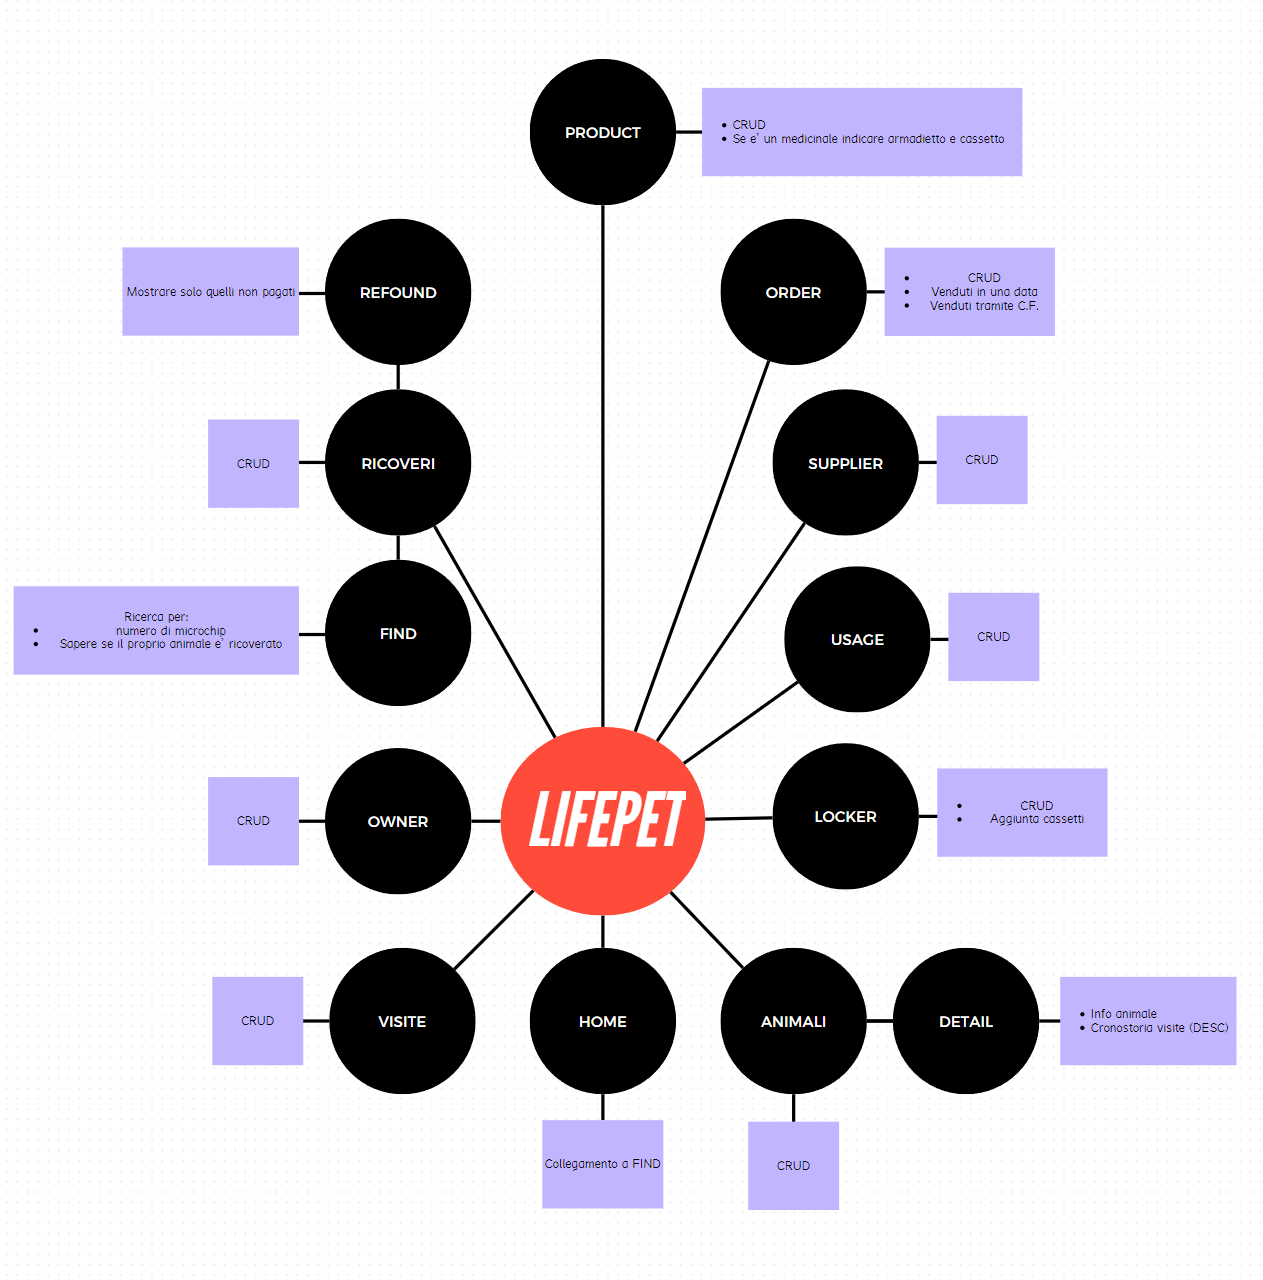 PRODUCT
CRUD
Se e' un medicinale indicare armadietto e cassetto
Mostrare solo quelli non pagati
REFOUND
ORDER
CRUD
Venduti in una data
Venduti tramite C.F.
CRUD
RICOVERI
SUPPLIER
CRUD
Ricerca per:
numero di microchip
Sapere se il proprio animale e' ricoverato
FIND
USAGE
CRUD
CRUD
OWNER
LIFEPET
LOCKER
CRUD
Aggiunta cassetti
CRUD
VISITE
HOME
ANIMALI
DETAIL
Info animale
Cronostoria visite (DESC)
Collegamento a FIND
CRUD